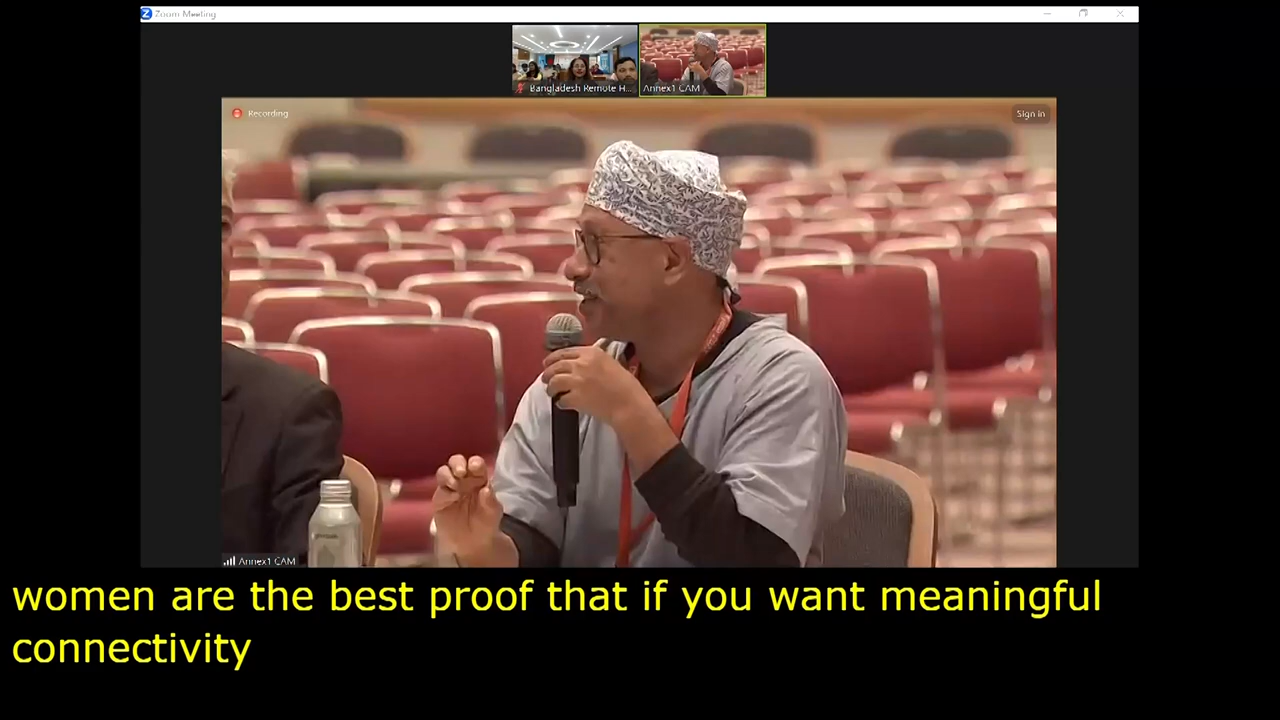 Zoom Meeting
Bangladesh Remote H...
Annex1 CAM
Recording
Sign in
Annex1 CAM
women are the best proof that if you want meaningful
connectivity